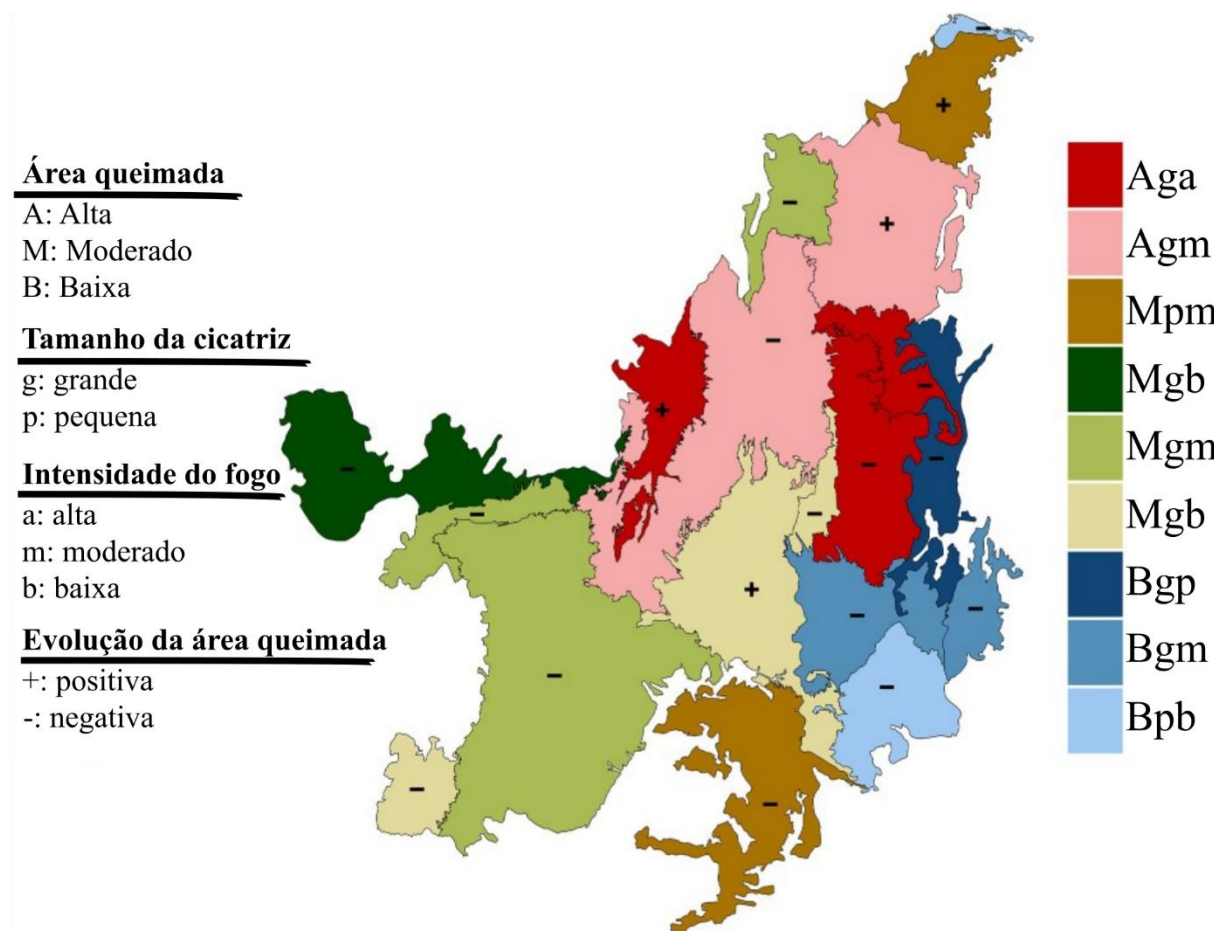 Área queimada
A: Alta
M: Moderado
B: Baixa
Tamanho da cicatriz
g: grande
p: pequena
Intensidade do fogo
a: alta
m: moderado
b: baixa
Evolução da área queimada
+: positiva
-: negativa
Aga
Agm
Mpm
Mgb
Mgm
Mgb
Bgp
Bgm
Bpb